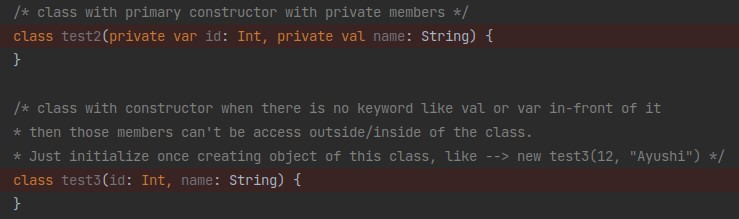 /* class with primary constructor with private members */
class test2(private var id: Int, private val name: String) {
}
/* class with constructor when there is no keyword like val or var in-front of it
* then those members can't be access outside/inside of the class.
* Just initialize once creating object of this class, like --> new test3(12, "Ayushi") */
class test3(id: Int, name: String) {
}